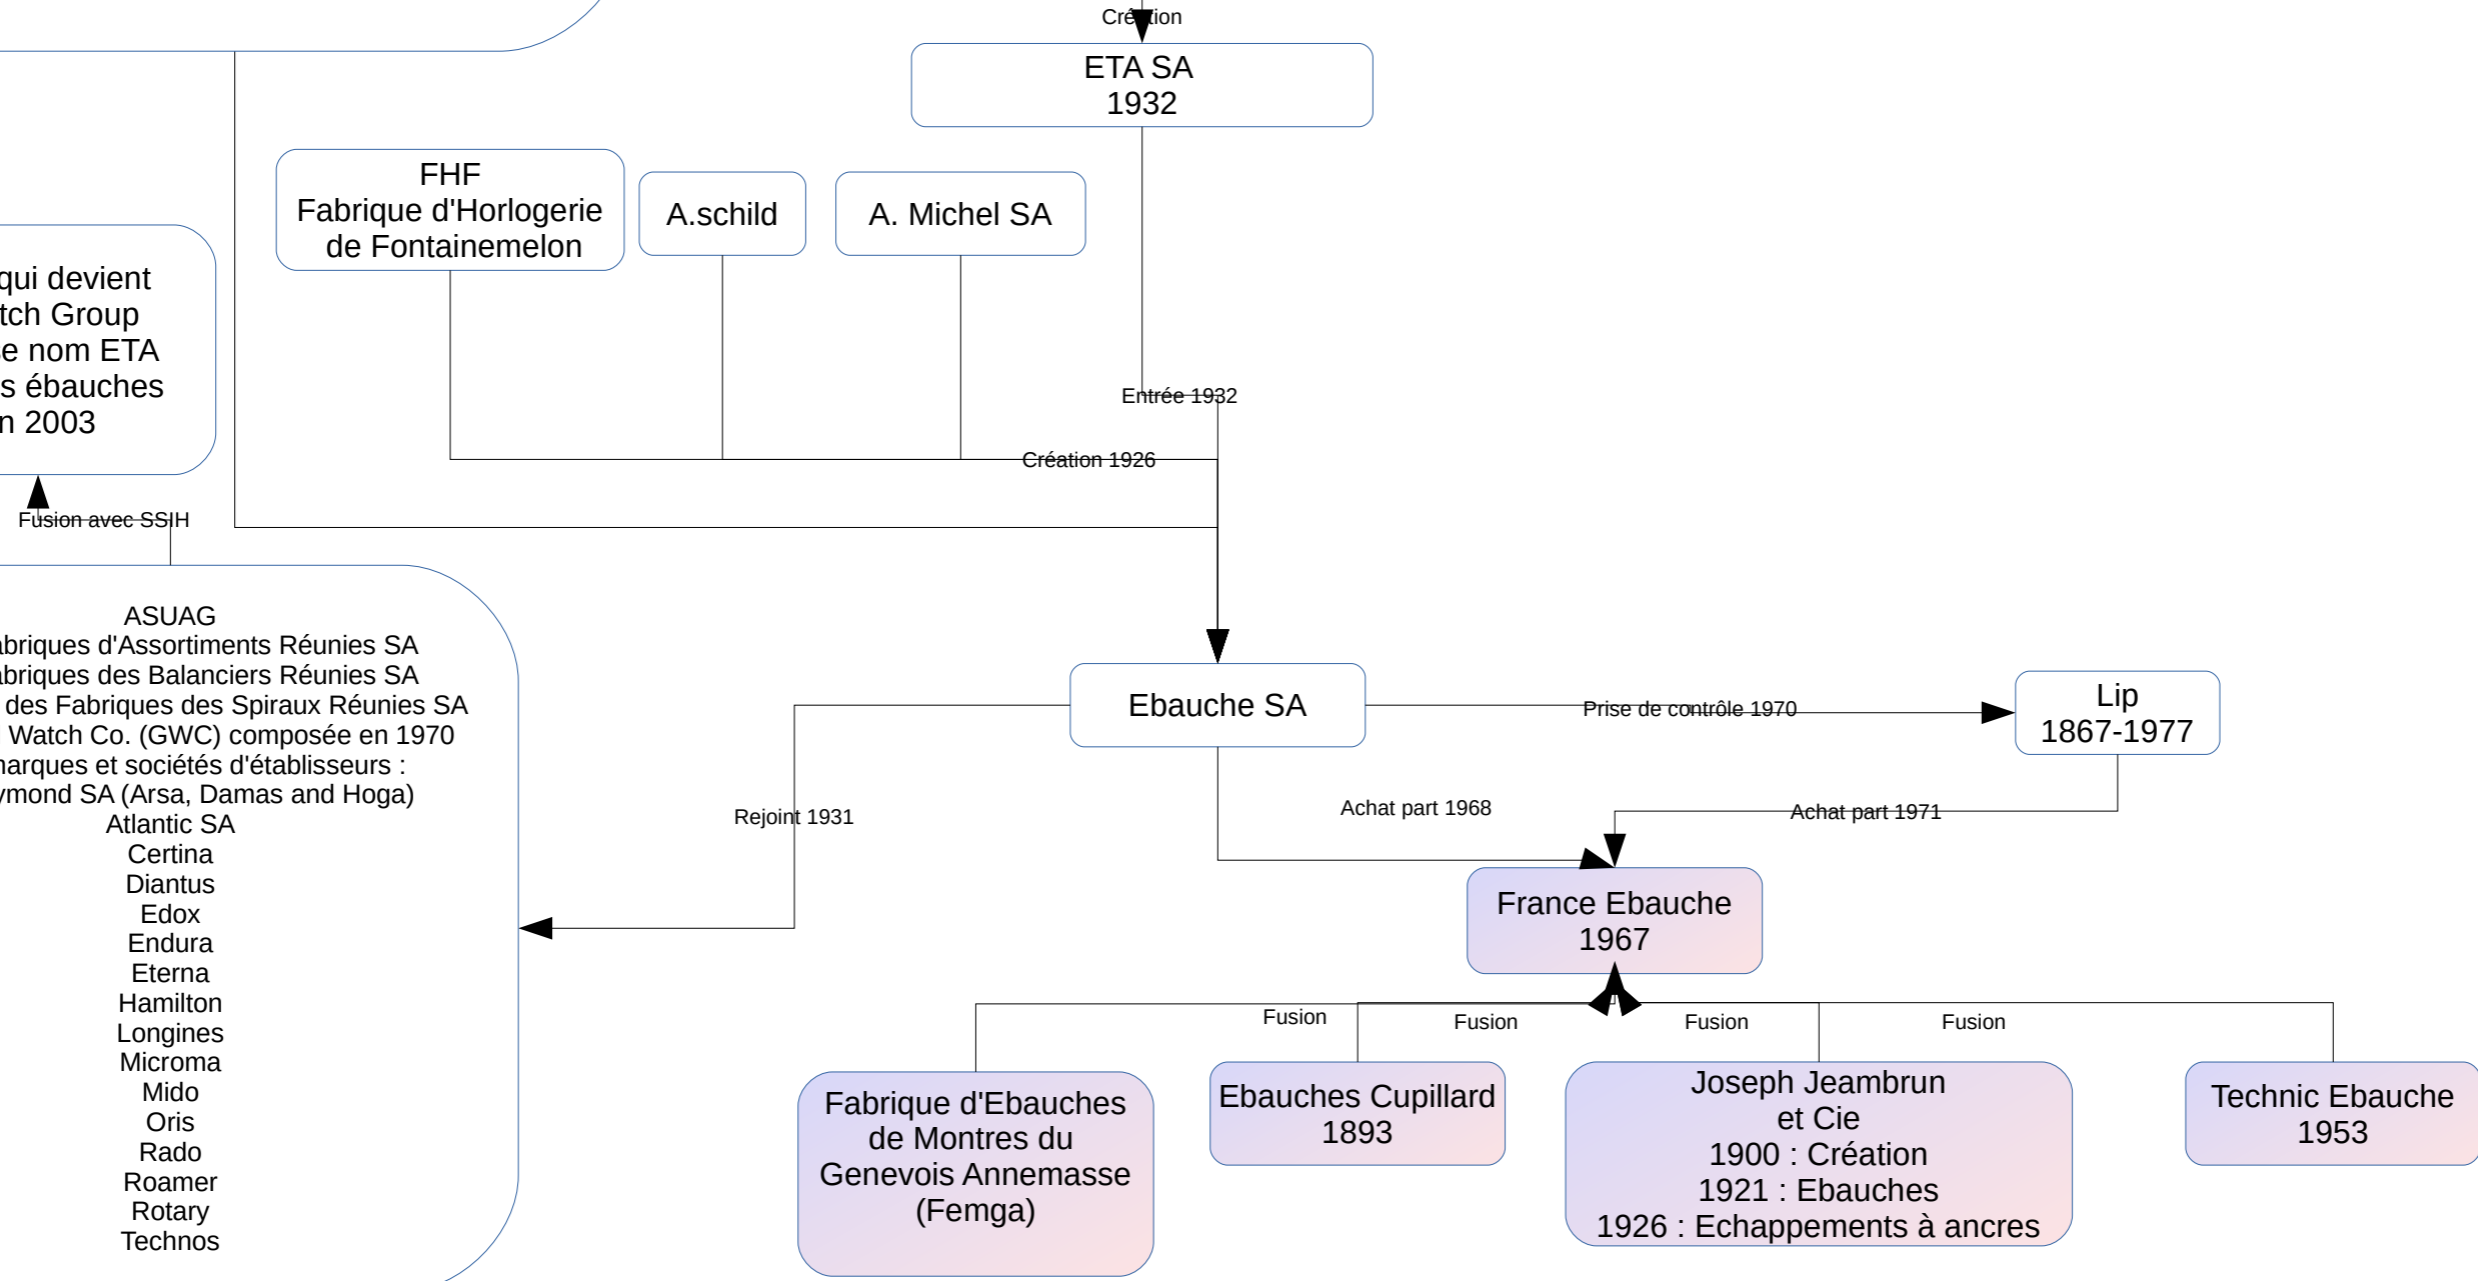 Création
ETA SA
1932
FHF
Fabrique d'Horlogerie
de Fontainemelon
A.schild
A. Michel SA
qui devient
tch Group
e nom ETA
s ébauches
n 2003
Entrée 1932
Création 1926
Fusion avec SSIH
ASUAG
abriques d'Assortiments Réunies SA
abriques des Balanciers Réunies SA
des Fabriques des Spiraux Réunies SA
Watch Co. (GWC) composée en 1970
marques et sociétés d'établisseurs :
ymond SA (Arsa, Damas and Hoga)
Atlantic SA
Certina
Diantus
Edox
Endura
Eterna
Hamilton
Longines
Microma
Mido
Oris
Rado
Roamer
Rotary
Technos
Ebauche SA
Prise de contrôle 1970
Lip
1867-1977
Rejoint 1931
Achat part 1968
Achat part 1971
France Ebauche
1967
Fusion
Fusion
Fusion
Fusion
Fabrique d'Ebauches
de Montres du
Genevois Annemasse
(Femga)
Ebauches Cupillard
1893
Joseph Jeambrun
et Cie
1900 : Création
1921 : Ebauches
1926 : Echappements à ancres
Technic Ebauche
1953